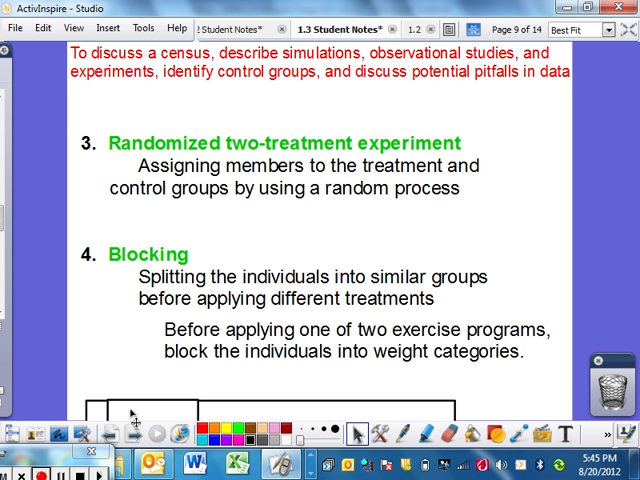 ActivInspire - Studio
File Edit View Insert Tools Help
2 Student Notes*
1.3 Student Notes*
1.2
Page 9 of 14
Best Fit
To discuss a census, describe simulations, observational studies, and
experiments, identify control groups, and discuss potential pitfalls in data
3. Randomized two-treatment experiment
Assigning members to the treatment and
control groups by using a random process
4. Blocking
Splitting the individuals into similar groups
before applying different treatments
Before applying one of two exercise programs,
block the individuals into weight categories.
5:45 PM
8/20/2012